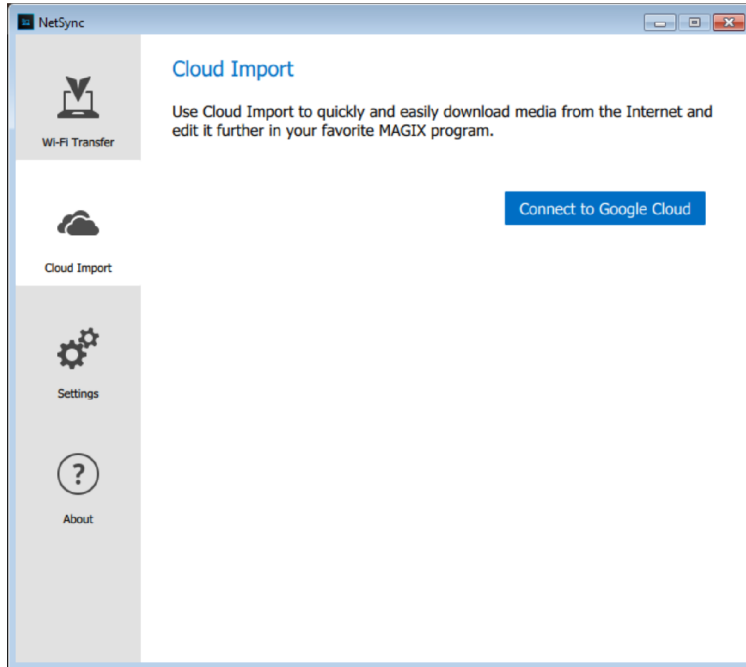 NetSync
Cloud Import
Use Cloud Import to quickly and easily download media from the Internet and
edit it further in your favorite MAGIX program.
Connect to Google Cloud
Wi-Fi Transfer
Cloud Import
Settings
?
About